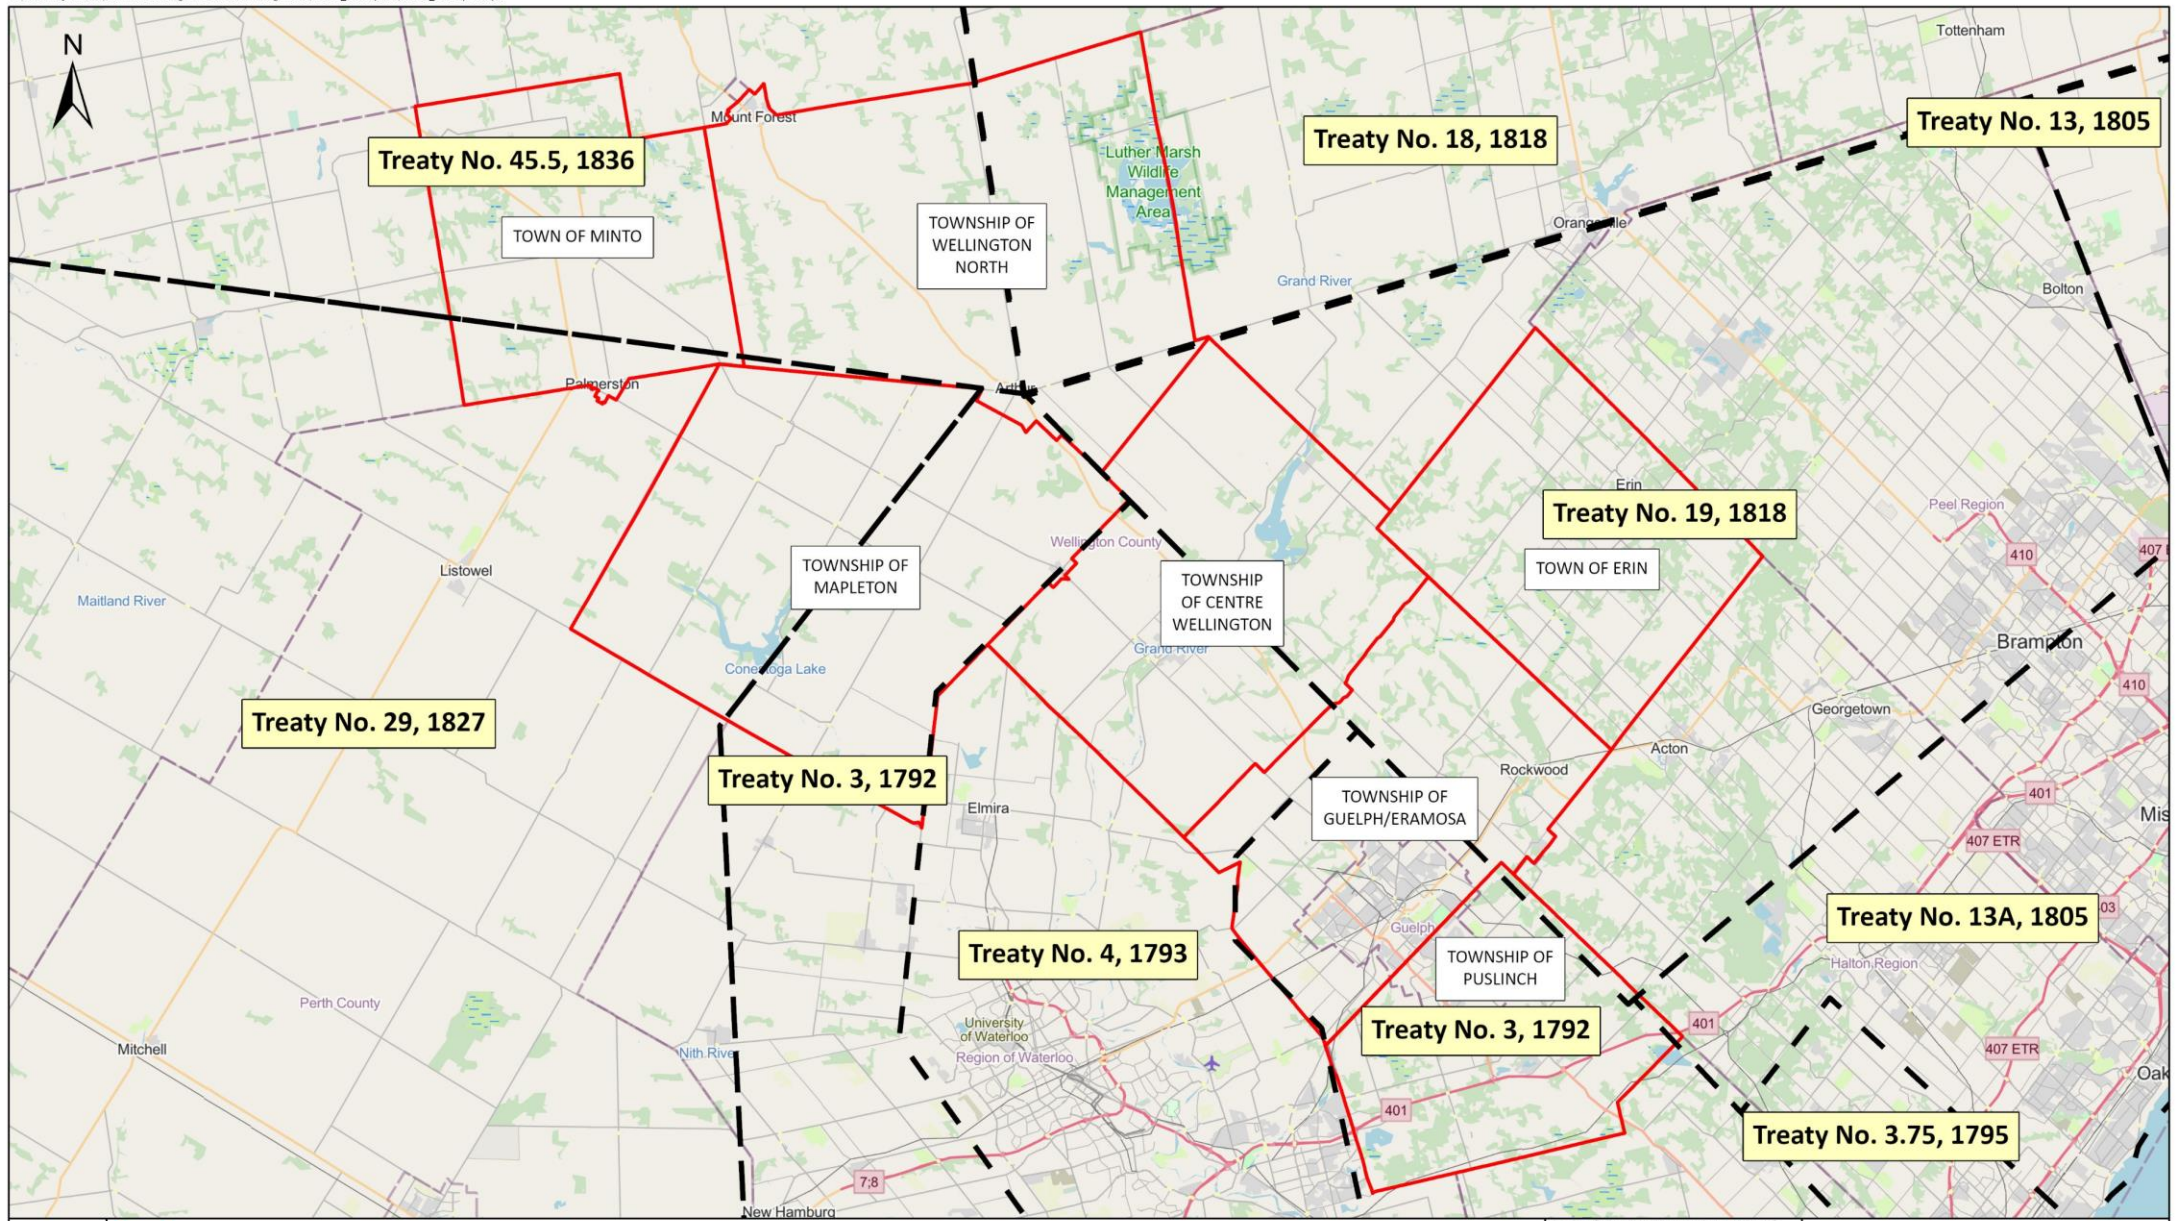 N
Tottenham
Treaty No. 13, 1805
Mount Forest
Treaty No. 18, 1818
Treaty No. 45.5, 1836
Luther Marsh
Wildlife
Management
Area
TOWN OF MINTO
TOWNSHIP OF
WELLINGTON
NORTH
Orangeville
Grand River
Bolton
Palmerston
Arthur
Erin
Treaty No. 19, 1818
Peel Region
410
407 E
Wellington County
TOWNSHIP OF
MAPLETON
TOWNSHIP
OF CENTRE
WELLINGTON
TOWN OF ERIN
Listowel
Maitland River
Brampton
Grand River
Conestoga Lake
410
Georgetown
Treaty No. 29, 1827
Acton
Rockwood
Treaty No. 3, 1792
401
Elmira
TOWNSHIP OF
GUELPH/ERAMOSA
Mis
407 ETR
03
Treaty No. 13A, 1805
Guelph
Treaty No. 4, 1793
TOWNSHIP OF
PUSLINCH
Halton Region
Perth County
University
of Waterloo
Treaty No. 3, 1792
401
Mitchell
Nith River
Region of Waterloo
407 ETR
Oak
401
Treaty No. 3.75, 1795
7;8
New Hamburg